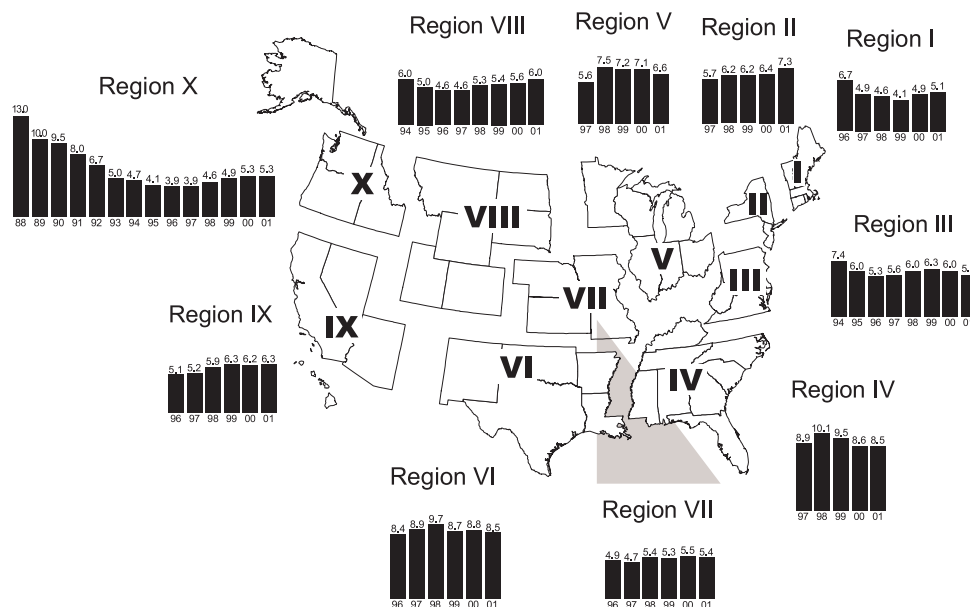 Region VIII
6.0 5.0 4.6 4.6 5.3 5.4 5.6 6.0
94 95 96 97 98 99 00 01
Region V
5.6 7.5 7.2 7.1 6.6
97 98 99 00 01
Region II
5.7 6.2 6.2 6.4 7.3
97 98 99 00 01
Region I
6.7 4.9 4.6 4.1 4.9 5.1
96 97 98 99 00 01
Region X
13.0 10.0 9.5 8.0 6.7 5.0 4.7 4.1 3.9 3.9 4.6 4.9 5.3 5.3
88 89 90 91 92 93 94 95 96 97 98 99 00 01
X
VIII
I
II
V
III
VII
IX
VI
IV
Region III
7.4 6.0 5.3 5.6 6.0 6.3 6.0
94 95 96 97 98 99 00
Region IX
5.1 5.2 5.9 6.3 6.2 6.3
96 97 98 99 00 01
Region IV
8.9 10.1 9.5 8.6 8.5
97 98 99 00 01
Region VI
8.4 8.9 9.7 8.7 8.8 8.5
96 97 98 99 00 01
Region VII
4.9 4.7 5.4 5.3 5.5 5.4
96 97 98 99 00 01